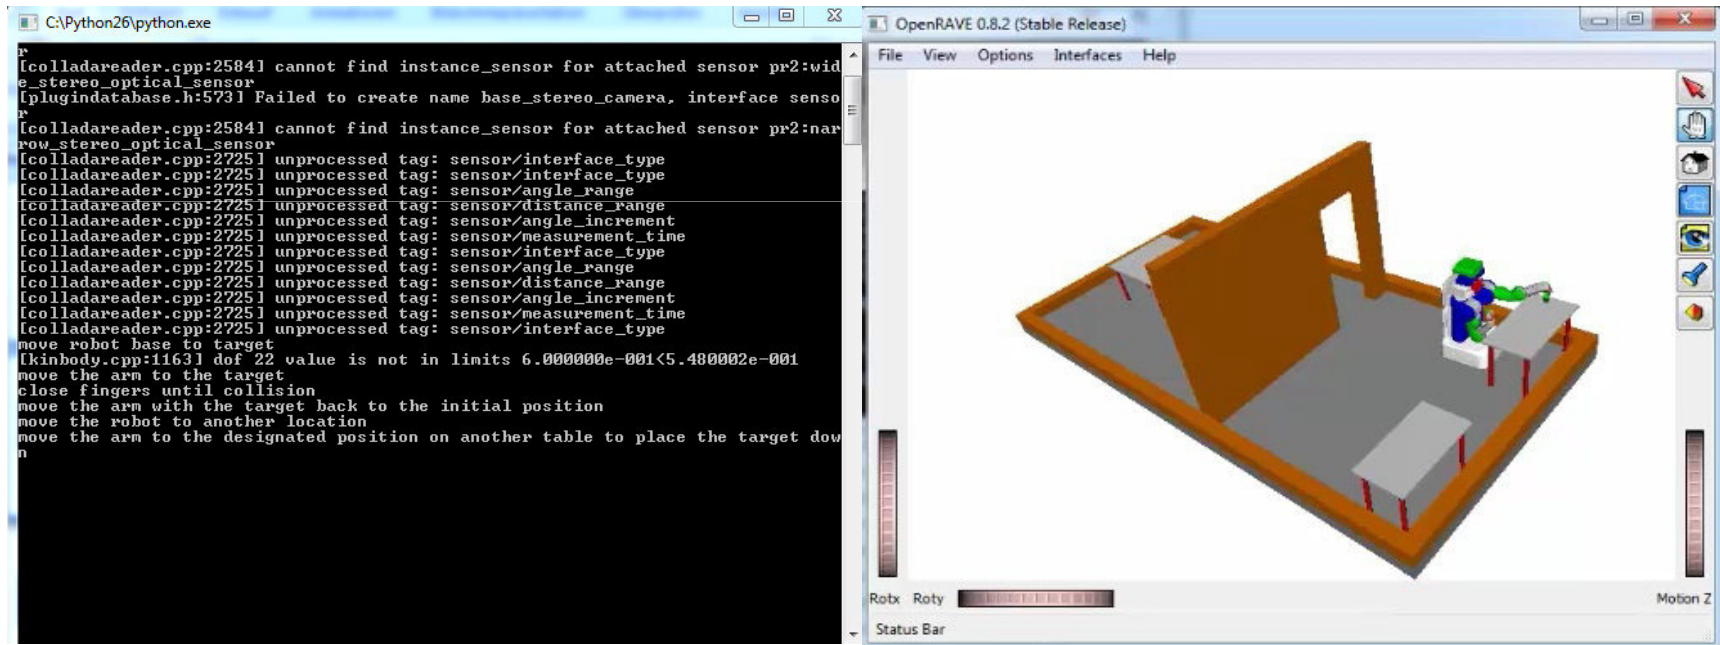 C:\Python26\python.exe
r
[colladareader.cpp:2584] cannot find instance_sensor for attached sensor pr2:wid
e_stereo_optical_sensor
[plugindatabase.h:573] Failed to create name base_stereo_camera, interface senso
r
[colladareader.cpp:2584] cannot find instance_sensor for attached sensor pr2:nar
row_stereo_optical_sensor
[colladareader.cpp:2725] unprocessed tag: sensor/interface_type
[colladareader.cpp:2725] unprocessed tag: sensor/interface_type
[colladareader.cpp:2725] unprocessed tag: sensor/angle_range
[colladareader.cpp:2725] unprocessed tag: sensor/distance_range
[colladareader.cpp:2725] unprocessed tag: sensor/angle_increment
[colladareader.cpp:2725] unprocessed tag: sensor/measurement_time
[colladareader.cpp:2725] unprocessed tag: sensor/interface_type
[colladareader.cpp:2725] unprocessed tag: sensor/angle_range
[colladareader.cpp:2725] unprocessed tag: sensor/distance_range
[colladareader.cpp:2725] unprocessed tag: sensor/angle_increment
[colladareader.cpp:2725] unprocessed tag: sensor/measurement_time
[colladareader.cpp:2725] unprocessed tag: sensor/interface_type
move robot base to target
[kinbody.cpp:1163] dof 22 value is not in limits 6.000000e-001<5.480002e-001
move the arm to the target
close fingers until collision
move the arm with the target back to the initial position
move the robot to another location
move the arm to the designated position on another table to place the target dow
n
OpenRAVE 0.8.2 (Stable Release)
File View Options Interfaces Help
Rotx Roty Motion Z
Status Bar